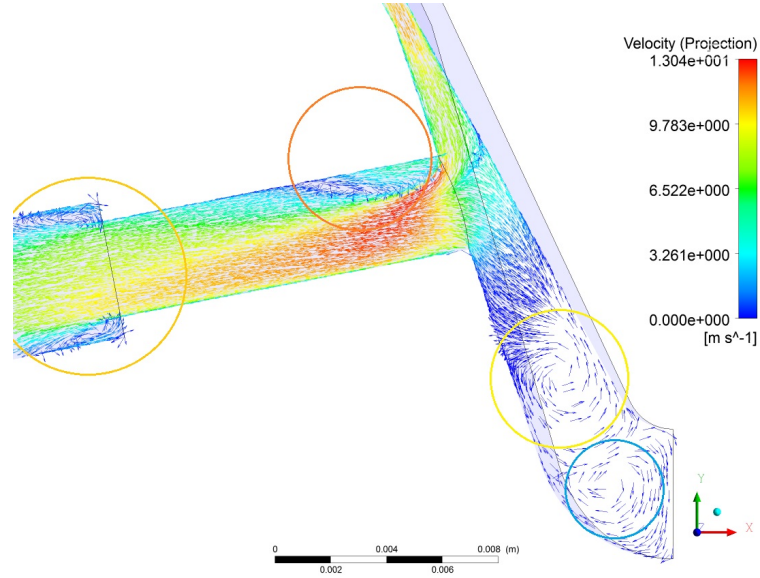 Velocity (Projection)
1.304e+001
9.783e+000
6.522e+000
3.261e+000
0.000e+000
[m s^-1]
Y
Z
X
0 0.004 0.008 (m)
0.002 0.006